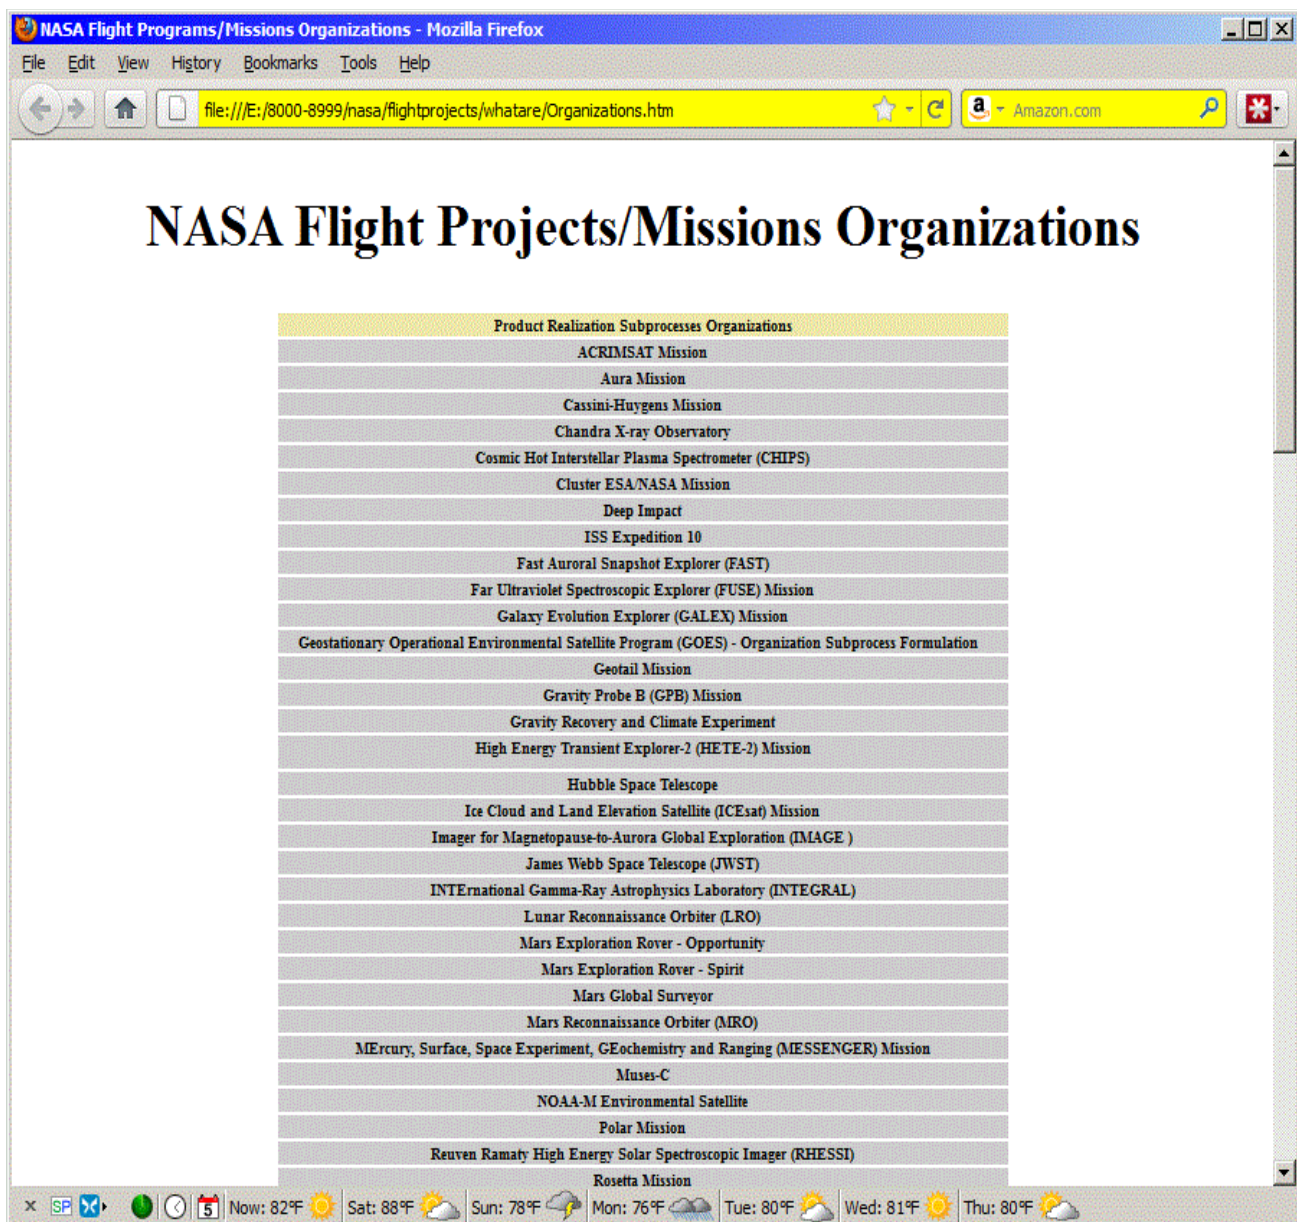 NASA Flight Programs/Missions Organizations - Mozilla Firefox
File Edit View History Bookmarks Tools Help
file:///E:/8000-8999/nasa/flightprojects/whatare/Organizations.htm
a Amazon.com
NASA Flight Projects/Missions Organizations
Product Realization Subprocesses Organizations
ACRIMSAT Mission
Aura Mission
Cassini-Huygens Mission
Chandra X-ray Observatory
Cosmic Hot Interstellar Plasma Spectrometer (CHIPS)
Cluster ESA/NASA Mission
Deep Impact
ISS Expedition 10
Fast Auroral Snapshot Explorer (FAST)
Far Ultraviolet Spectroscopic Explorer (FUSE) Mission
Galaxy Evolution Explorer (GALEX) Mission
Geostationary Operational Environmental Satellite Program (GOES) - Organization Subprocess Formulation
Geotail Mission
Gravity Probe B (GPB) Mission
Gravity Recovery and Climate Experiment
High Energy Transient Explorer-2 (HETE-2) Mission
Hubble Space Telescope
Ice Cloud and Land Elevation Satellite (ICEsat) Mission
Imager for Magnetopause-to-Aurora Global Exploration (IMAGE )
James Webb Space Telescope (JWST)
INTErnational Gamma-Ray Astrophysics Laboratory (INTEGRAL)
Lunar Reconnaissance Orbiter (LRO)
Mars Exploration Rover - Opportunity
Mars Exploration Rover - Spirit
Mars Global Surveyor
Mars Reconnaissance Orbiter (MRO)
MErcury, Surface, Space Experiment, GEochemistry and Ranging (MESSENGER) Mission
Muses-C
NOAA-M Environmental Satellite
Polar Mission
Reuven Ramaty High Energy Solar Spectroscopic Imager (RHESSI)
Rosetta Mission
SP 5 Now: 82°F Sat: 88°F Sun: 78°F Mon: 76°F Tue: 80°F Wed: 81°F Thu: 80°F